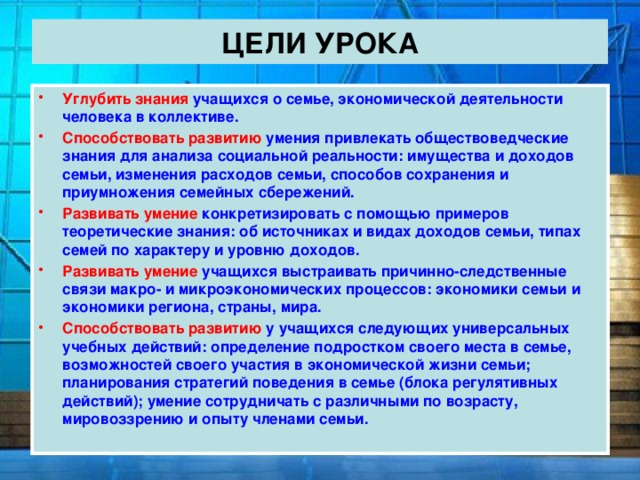 ЦЕЛИ УРОКА
• Углубить знания учащихся о семье, экономической деятельности
человека в коллективе.
• Способствовать развитию умения привлекать обществоведческие
знания для анализа социальной реальности: имущества и доходов
семьи, изменения расходов семьи, способов сохранения и
приумножения семейных сбережений.
• Развивать умение конкретизировать с помощью примеров
теоретические знания: об источниках и видах доходов семьи, типах
семей по характеру и уровню доходов.
• Развивать умение учащихся выстраивать причинно-следственные
связи макро- и микроэкономических процессов: экономики семьи и
экономики региона, страны, мира.
• Способствовать развитию у учащихся следующих универсальных
учебных действий: определение подростком своего места в семье,
возможностей своего участия в экономической жизни семьи;
планирования стратегий поведения в семье (блока регулятивных
действий); умение сотрудничать с различными по возрасту,
мировоззрению и опыту членами семьи.